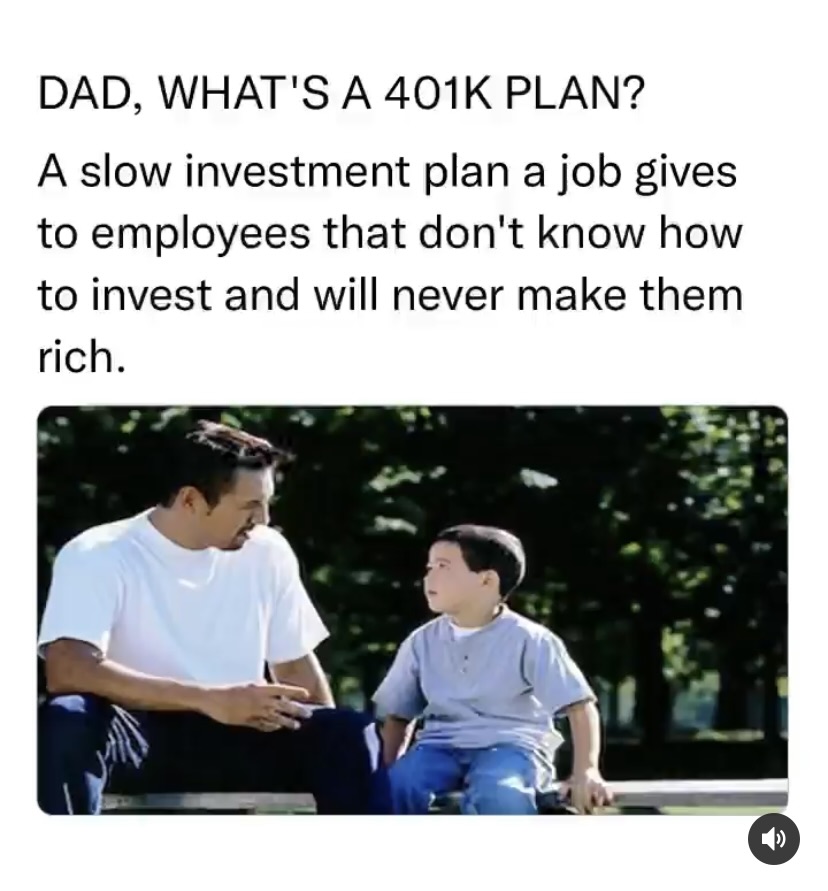 DAD, WHAT'S A 401K PLAN?
A slow investment plan a job gives
to employees that don't know how
to invest and will never make them
rich.